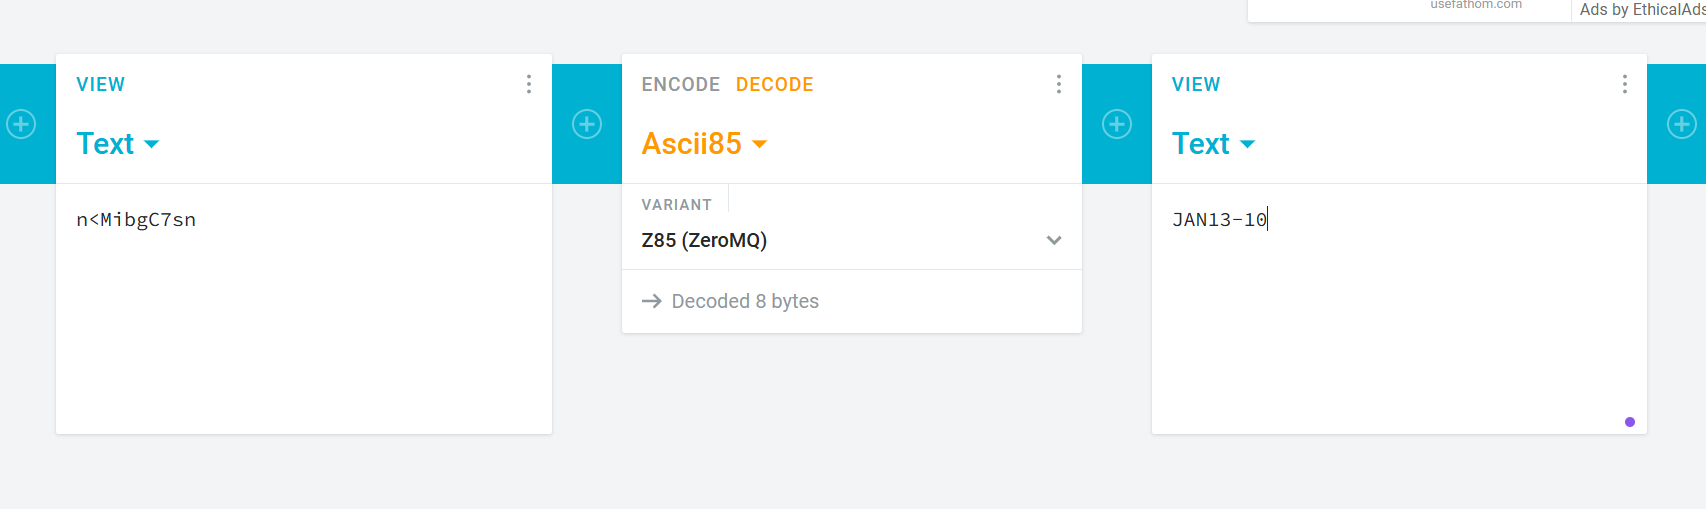 usefathom.com
Ads by EthicalAds
VIEW
Text
n<MibgC7sn
ENCODE DECODE
Ascii85
VARIANT
Z85 (ZeroMQ)
→ Decoded 8 bytes
VIEW
Text
JAN13-10